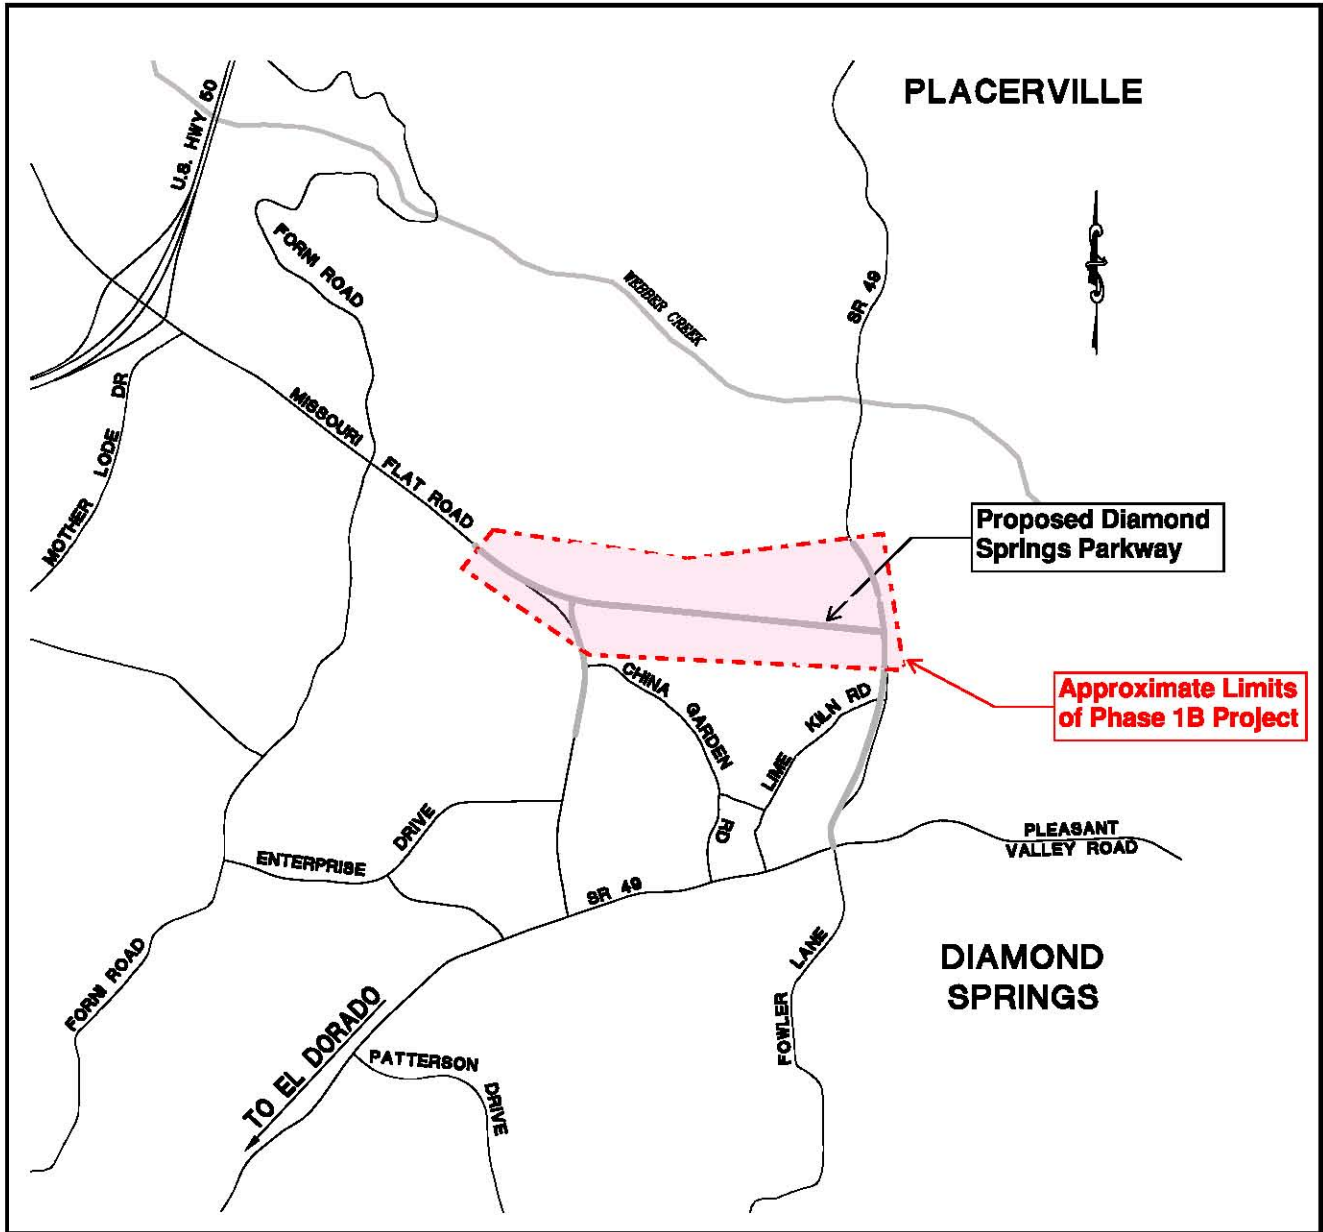 PLACERVILLE
U.S. HWY 50
FORNI ROAD
WEBBER CREEK
SR 49
MOTHER LODE DR
MISSOURI FLAT ROAD
Proposed Diamond
Springs Parkway
Approximate Limits
of Phase 1B Project
CHINA GARDEN RD
LIME KILN RD
PLEASANT
VALLEY ROAD
ENTERPRISE DRIVE
SR 49
FORNI ROAD
FOWLER LANE
DIAMOND
SPRINGS
TO EL DORADO
PATTERSON DRIVE